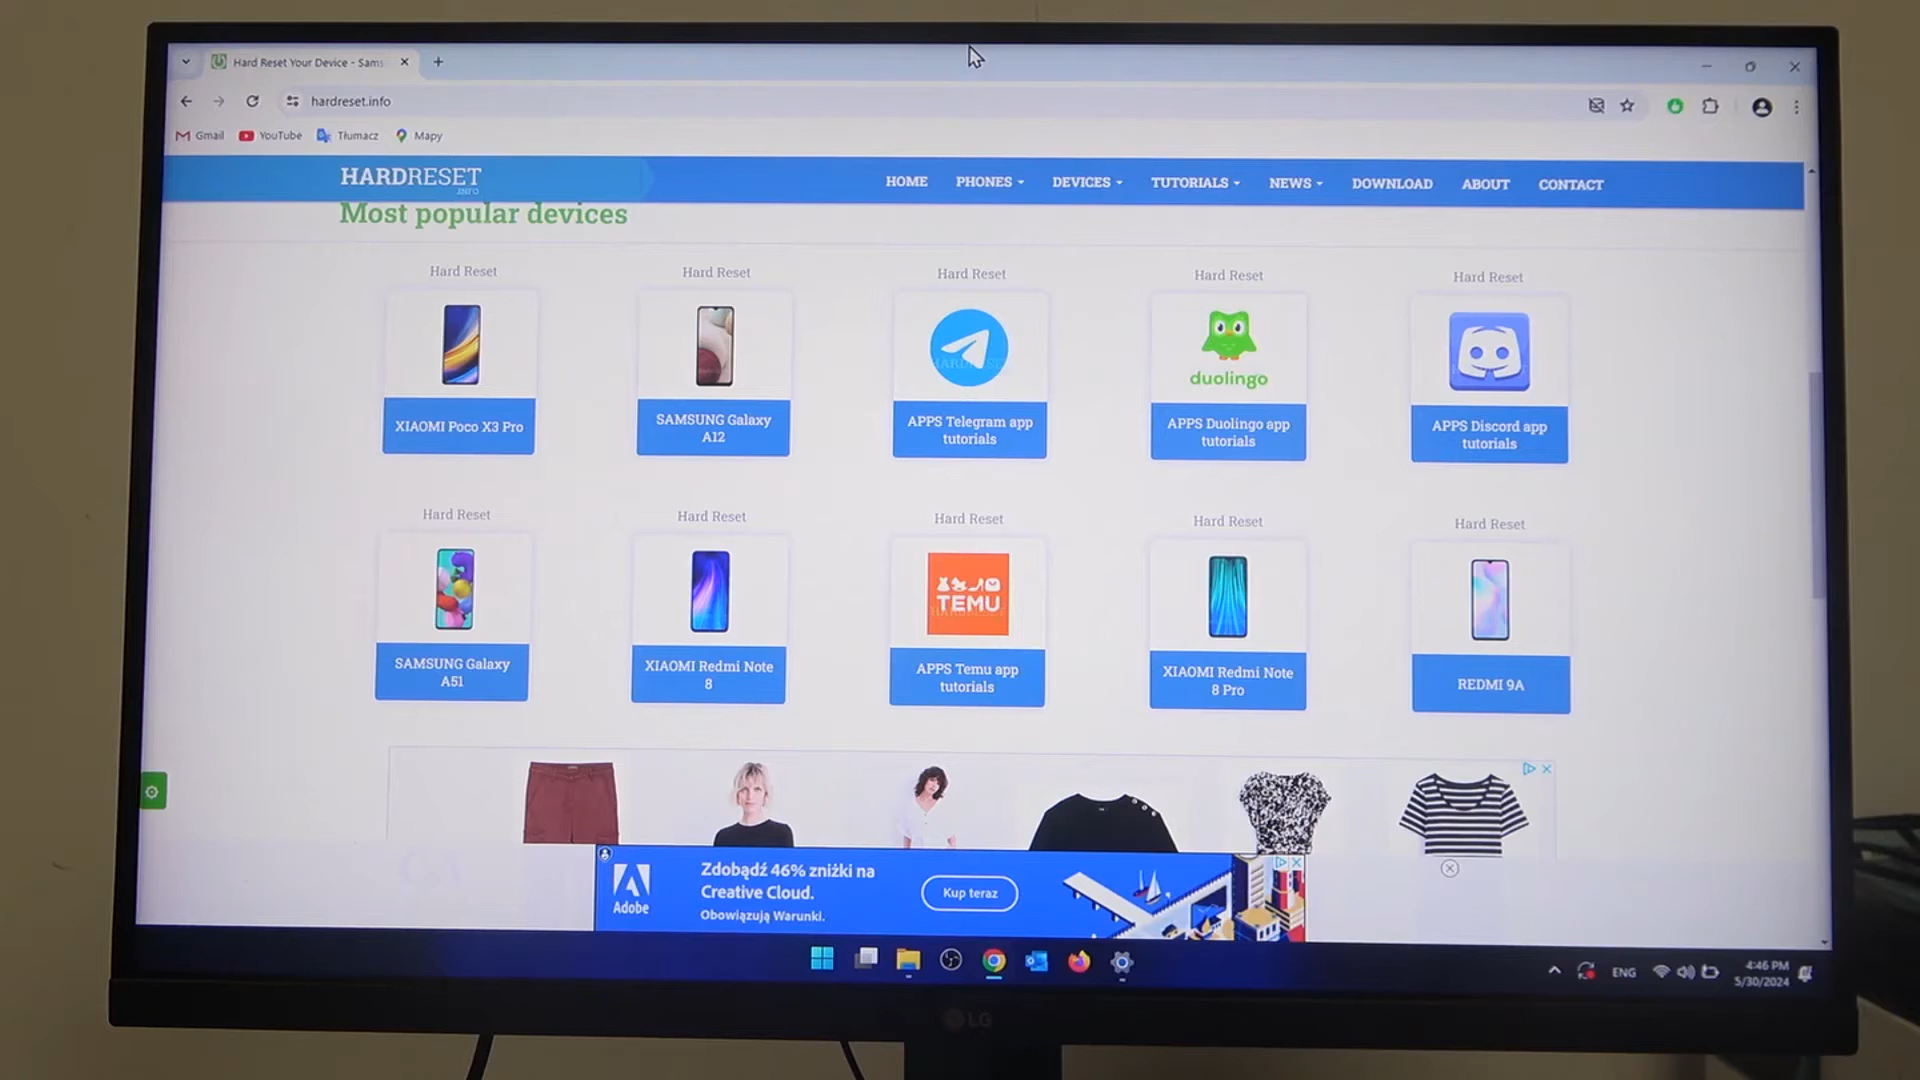 Hard Reset Your Device - Sams
hardreset.info
Gmail YouTube Tłumacz Mapy
HARDRESET
.INFO
HOME PHONES DEVICES TUTORIALS NEWS DOWNLOAD ABOUT CONTACT
Most popular devices
Hard Reset Hard Reset Hard Reset Hard Reset Hard Reset
duolingo
XIAOMI Poco X3 Pro
SAMSUNG Galaxy
A12
APPS Telegram app
tutorials
APPS Duolingo app
tutorials
APPS Discord app
tutorials
Hard Reset Hard Reset Hard Reset Hard Reset Hard Reset
TEMU
SAMSUNG Galaxy
A51
XIAOMI Redmi Note
8
APPS Temu app
tutorials
XIAOMI Redmi Note
8 Pro
REDMI 9A
Adobe
Zdobądź 46% zniżki na
Creative Cloud.
Obowiązują Warunki.
Kup teraz
ENG
4:46 PM
5/30/2024
LG